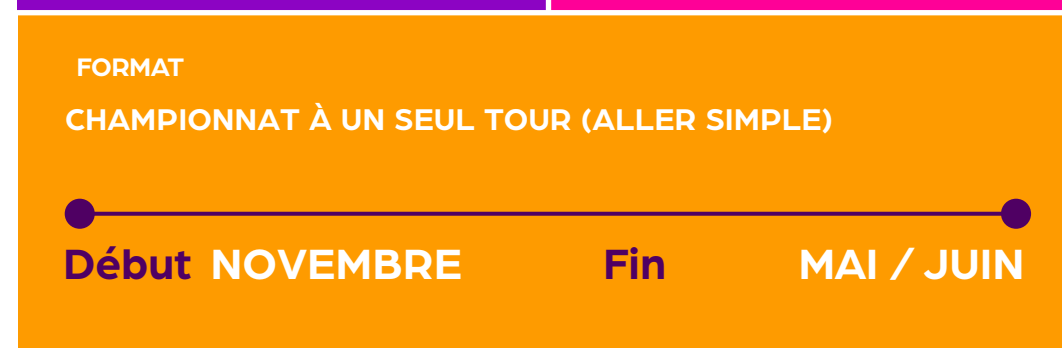 FORMAT
CHAMPIONNAT À UN SEUL TOUR (ALLER SIMPLE)
Début NOVEMBRE Fin MAI / JUIN